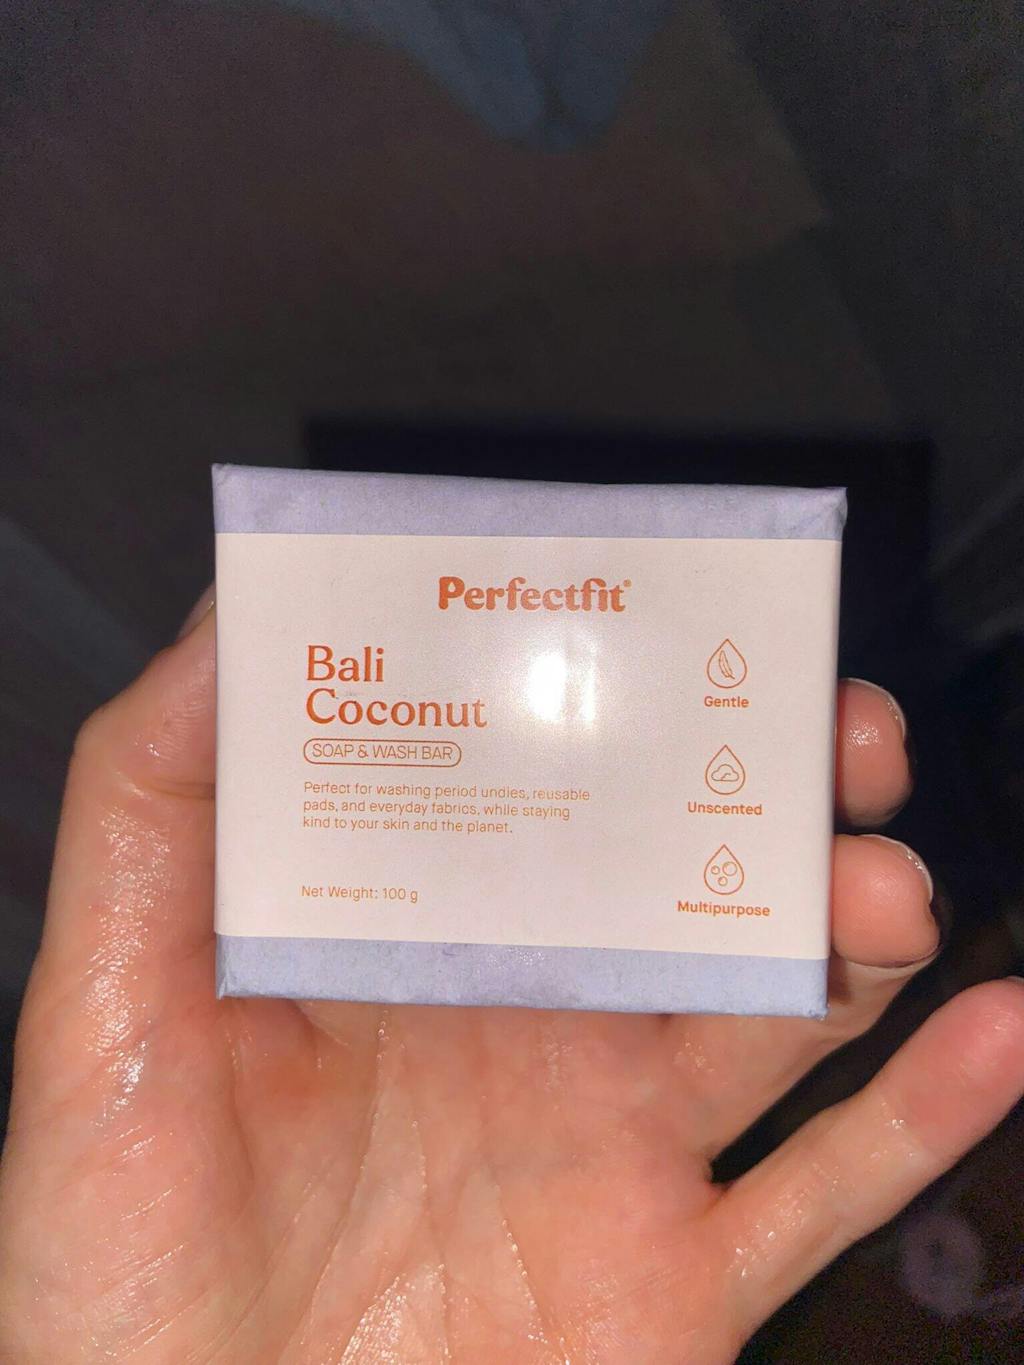 Perfectfit®
Bali
Coconut
SOAP & WASH BAR
Perfect for washing period undies, reusable
pads, and everyday fabrics, while staying
kind to your skin and the planet.
Net Weight: 100 g
Gentle
Unscented
Multipurpose